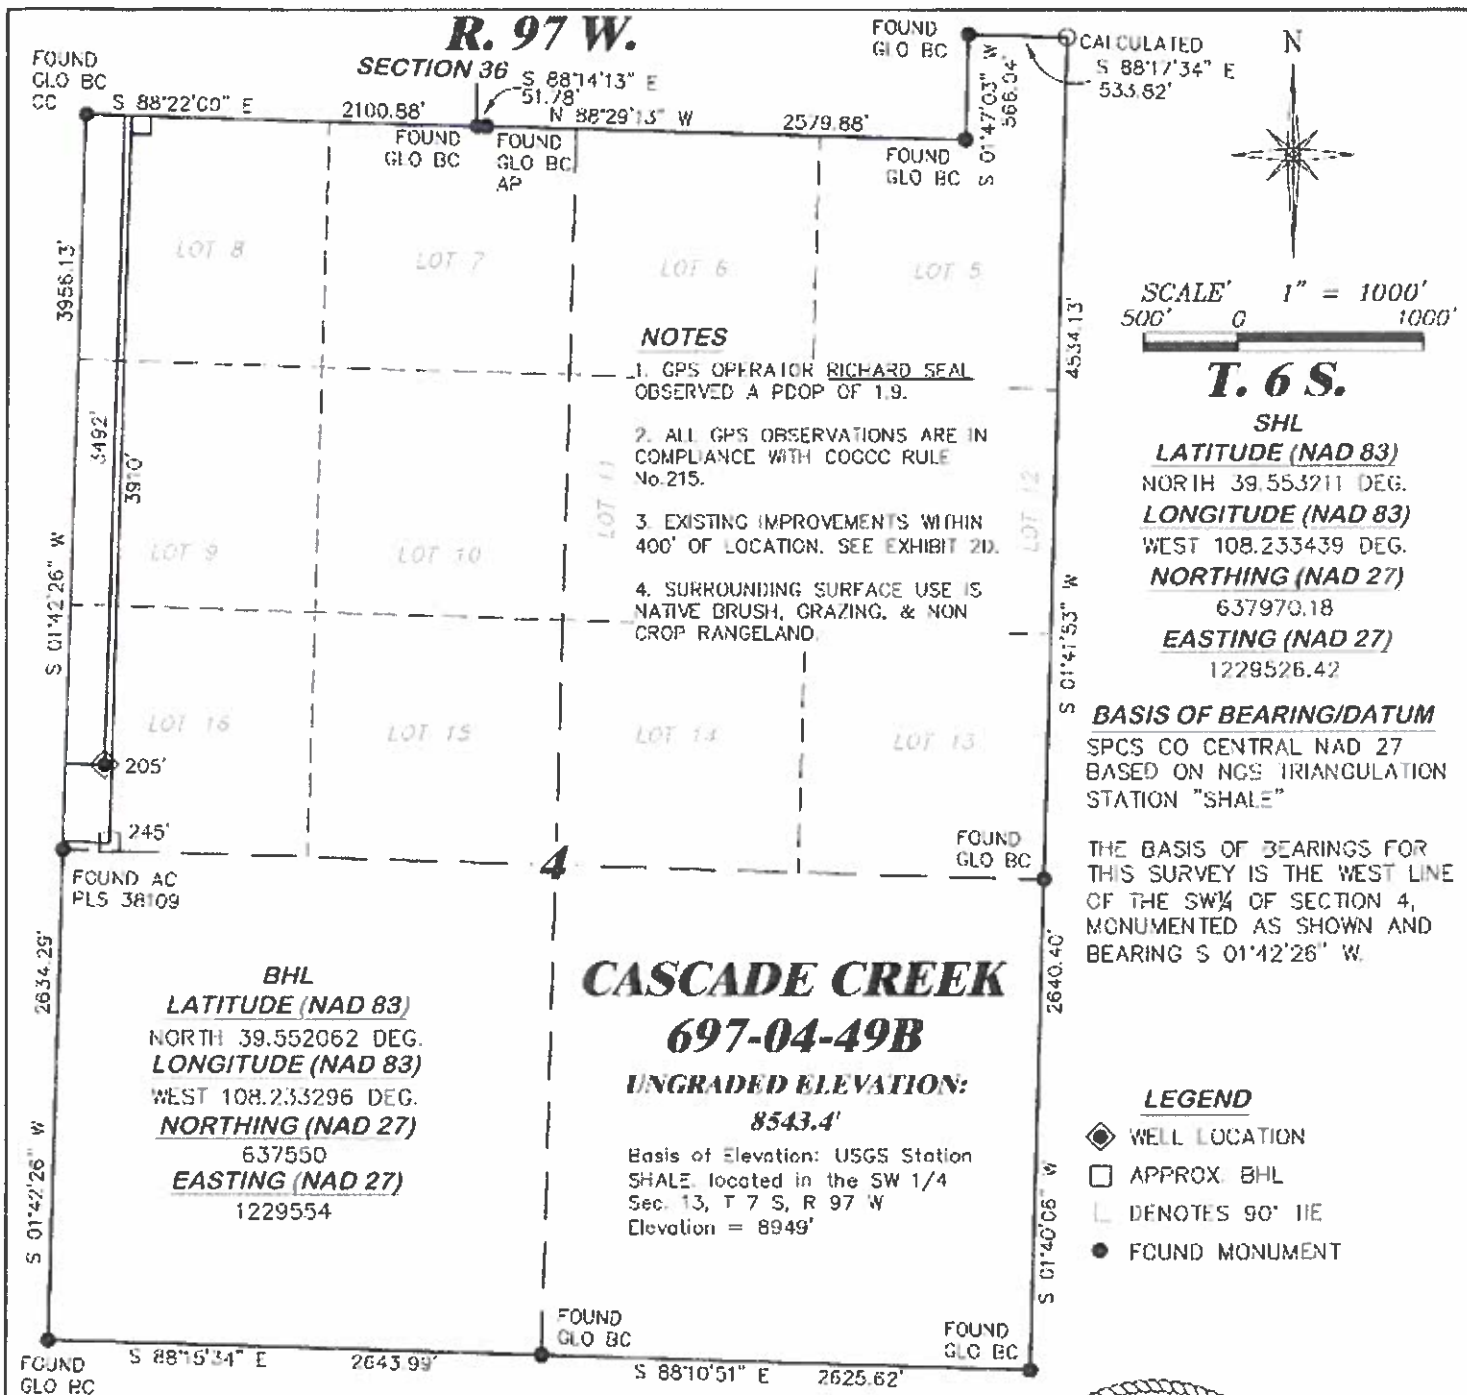 R. 97 W.
SECTION 36
FOUND
GLO BC
CC
S 88°22'00" E
2100.88'
S 88°14'13" E
51.78'
N 88°29'13" W
2579.88'
FOUND
GLO BC
FOUND
GLO BC
AP
FOUND
GLO BC
FOUND
GLO BC
S 01°47'03" W
566.04'
CALCULATED
S 88°17'34" E
533.82'
N
LOT 8
LOT 7
LOT 6
LOT 5
3956.13'
S 01°42'26" W
3492'
3910'
LOT 9
LOT 10
LOT 11
LOT 12
LOT 16
LOT 15
LOT 14
LOT 13
NOTES
1. GPS OPERATOR RICHARD SEAL
OBSERVED A PDOP OF 1.9.
2. ALL GPS OBSERVATIONS ARE IN
COMPLIANCE WITH COGCC RULE
No.215.
3. EXISTING IMPROVEMENTS WITHIN
400' OF LOCATION. SEE EXHIBIT 2D.
4. SURROUNDING SURFACE USE IS
NATIVE BRUSH, GRAZING, & NON
CROP RANGELAND.
4534.13'
S 01°41'53" W
SCALE' 1" = 1000'
500' 0 1000'
T. 6 S.
SHL
LATITUDE (NAD 83)
NORTH 39.553211 DEG.
LONGITUDE (NAD 83)
WEST 108.233439 DEG.
NORTHING (NAD 27)
637970.18
EASTING (NAD 27)
1229526.42
BASIS OF BEARING/DATUM
SPCS CO CENTRAL NAD 27
BASED ON NGS TRIANGULATION
STATION "SHALE"
THE BASIS OF BEARINGS FOR
THIS SURVEY IS THE WEST LINE
OF THE SW¼ OF SECTION 4,
MONUMENTED AS SHOWN AND
BEARING S 01°42'26" W.
205'
245'
FOUND AC
PLS 38109
4
FOUND
GLO BC
2634.29'
S 01°42'26" W
BHL
LATITUDE (NAD 83)
NORTH 39.552062 DEG.
LONGITUDE (NAD 83)
WEST 108.233296 DEG.
NORTHING (NAD 27)
637550
EASTING (NAD 27)
1229554
CASCADE CREEK
697-04-49B
UNGRADED ELEVATION:
8543.4'
Basis of Elevation: USGS Station
SHALE, located in the SW 1/4
Sec. 13, T 7 S, R 97 W
Elevation = 8949'
2640.40'
S 01°40'06" W
LEGEND
WELL LOCATION
APPROX. BHL
DENOTES 90° TIE
FOUND MONUMENT
FOUND
GLO BC
S 88°15'34" E
2643.99'
FOUND
GLO BC
S 88°10'51" E
2625.62'
FOUND
GLO BC